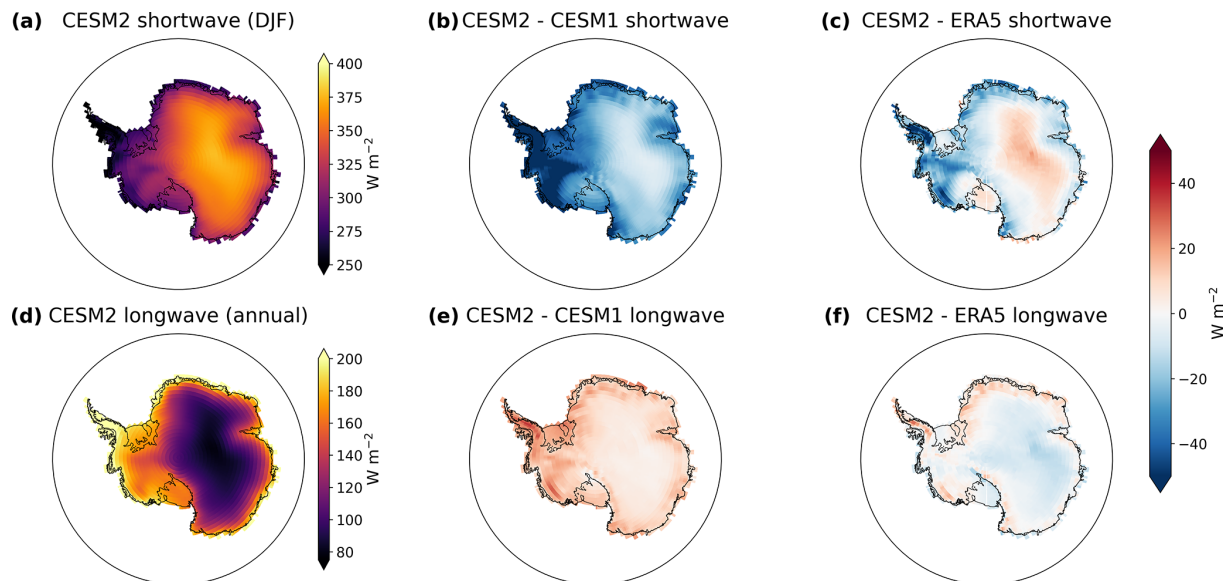 (a) CESM2 shortwave (DJF)
(b) CESM2 - CESM1 shortwave
(c) CESM2 - ERA5 shortwave
400
375
350
325
300
275
250
W m⁻²
40
20
0
−20
−40
W m⁻²
(d) CESM2 longwave (annual)
(e) CESM2 - CESM1 longwave
(f) CESM2 - ERA5 longwave
200
180
160
140
120
100
80
W m⁻²